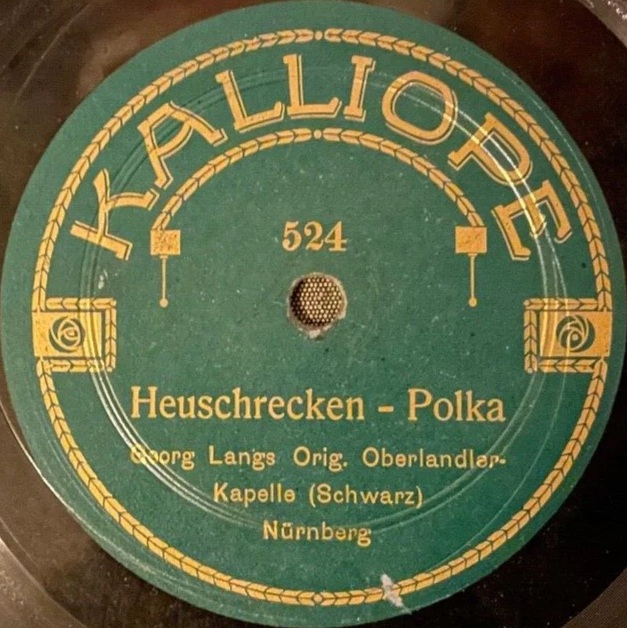 KALLIOPE
524
Heuschrecken - Polka
Georg Langs Orig. Oberlandler-
Kapelle (Schwarz)
Nürnberg